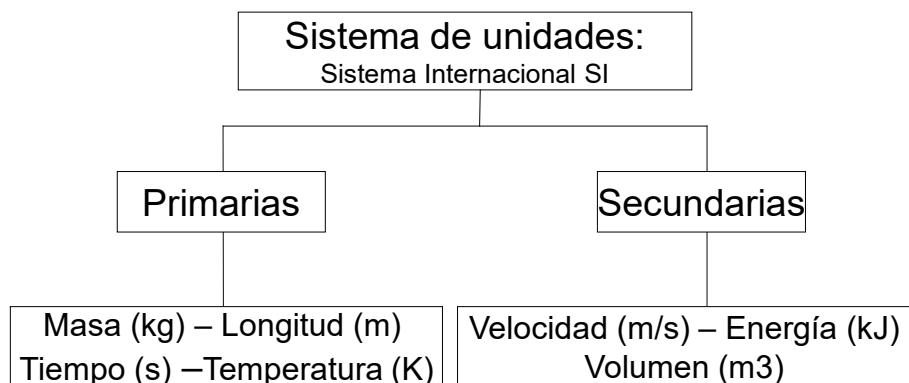 Sistema de unidades:
Sistema Internacional SI
Primarias
Secundarias
Masa (kg) – Longitud (m)
Tiempo (s) –Temperatura (K)
Velocidad (m/s) – Energía (kJ)
Volumen (m3)